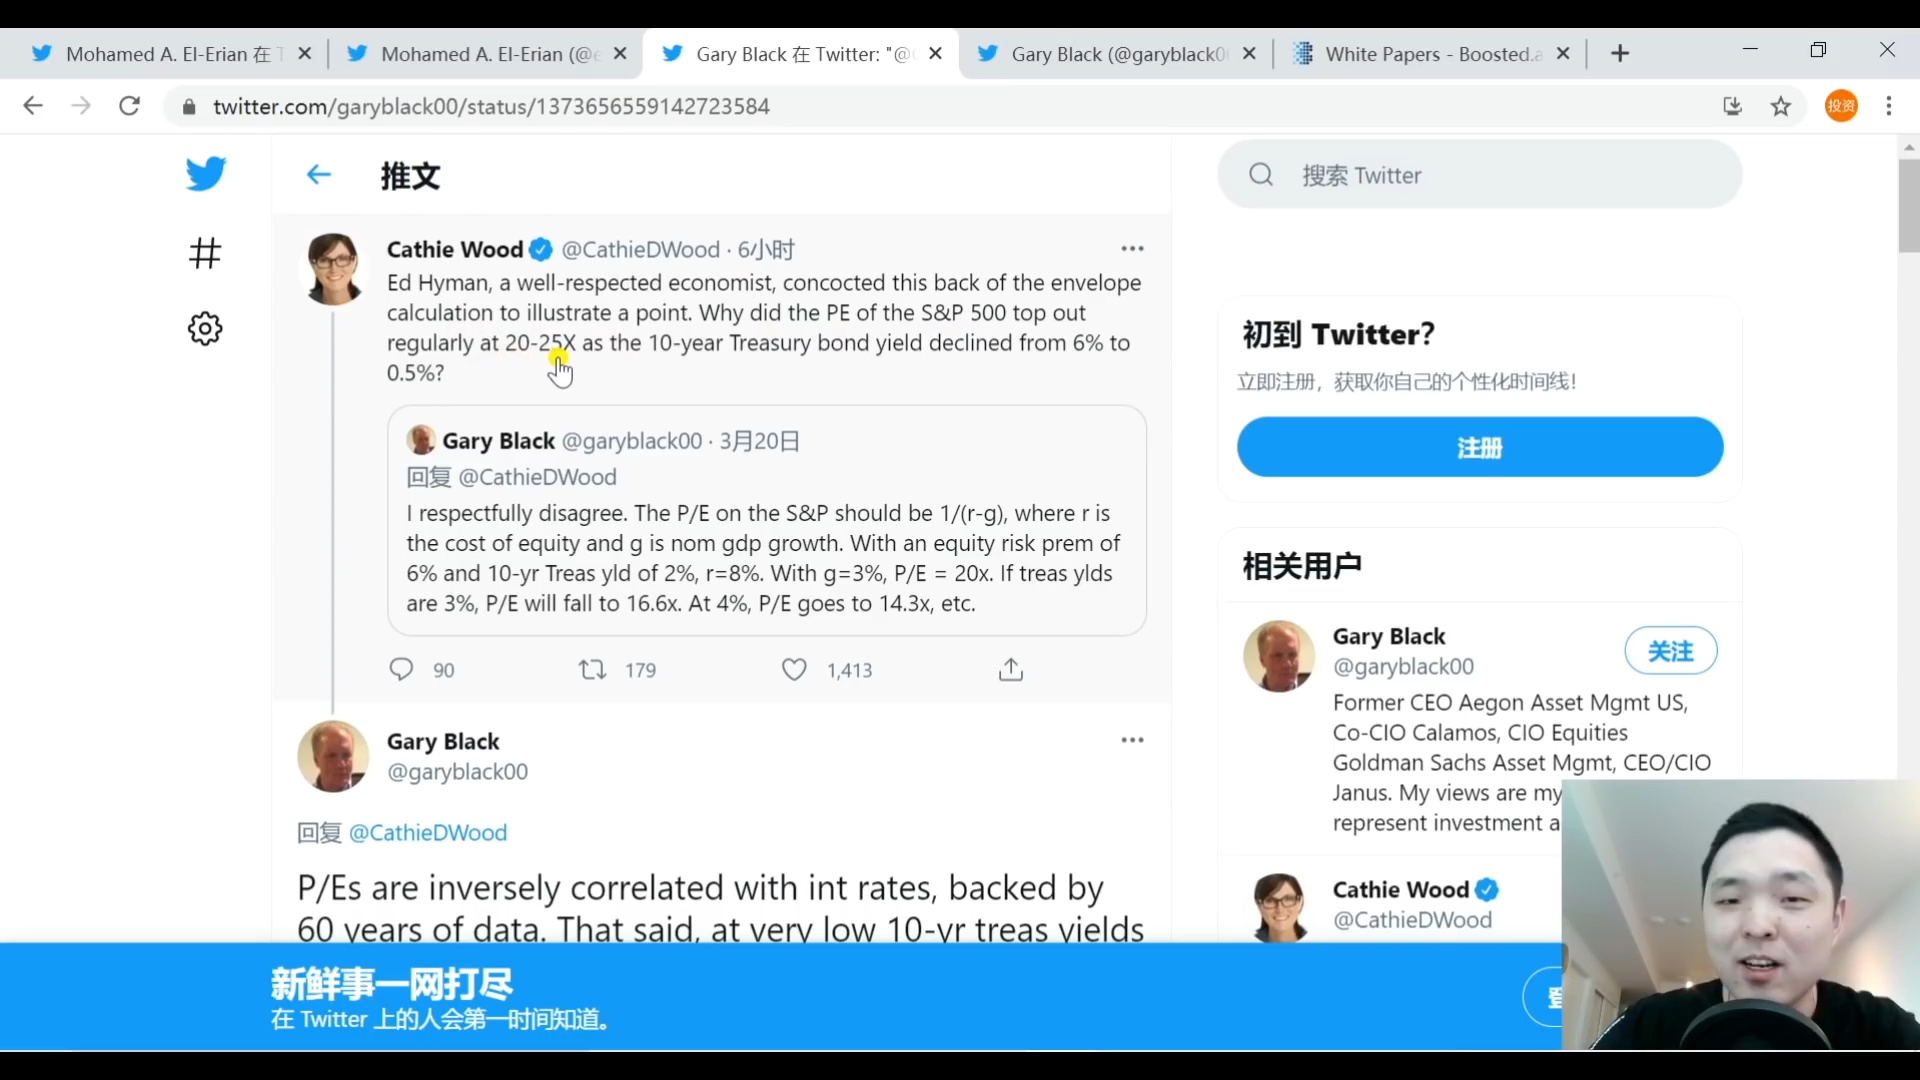 Mohamed A. El-Erian 在 T
Mohamed A. El-Erian (@e
Gary Black 在 Twitter: "@
Gary Black (@garyblack0
White Papers - Boosted.a
twitter.com/garyblack00/status/1373656559142723584
投资
推文
搜索 Twitter
Cathie Wood @CathieDWood · 6小时
Ed Hyman, a well-respected economist, concocted this back of the envelope
calculation to illustrate a point. Why did the PE of the S&P 500 top out
regularly at 20-25X as the 10-year Treasury bond yield declined from 6% to
0.5%?
Gary Black @garyblack00 · 3月20日
回复 @CathieDWood
I respectfully disagree. The P/E on the S&P should be 1/(r-g), where r is
the cost of equity and g is nom gdp growth. With an equity risk prem of
6% and 10-yr Treas yld of 2%, r=8%. With g=3%, P/E = 20x. If treas ylds
are 3%, P/E will fall to 16.6x. At 4%, P/E goes to 14.3x, etc.
90
179
1,413
Gary Black
@garyblack00
回复 @CathieDWood
P/Es are inversely correlated with int rates, backed by
60 years of data. That said, at very low 10-yr treas yields
初到 Twitter？
立即注册，获取你自己的个性化时间线！
注册
相关用户
Gary Black
@garyblack00
关注
Former CEO Aegon Asset Mgmt US,
Co-CIO Calamos, CIO Equities
Goldman Sachs Asset Mgmt, CEO/CIO
Janus. My views are my
represent investment a
Cathie Wood
@CathieDWood
新鲜事一网打尽
在 Twitter 上的人会第一时间知道。